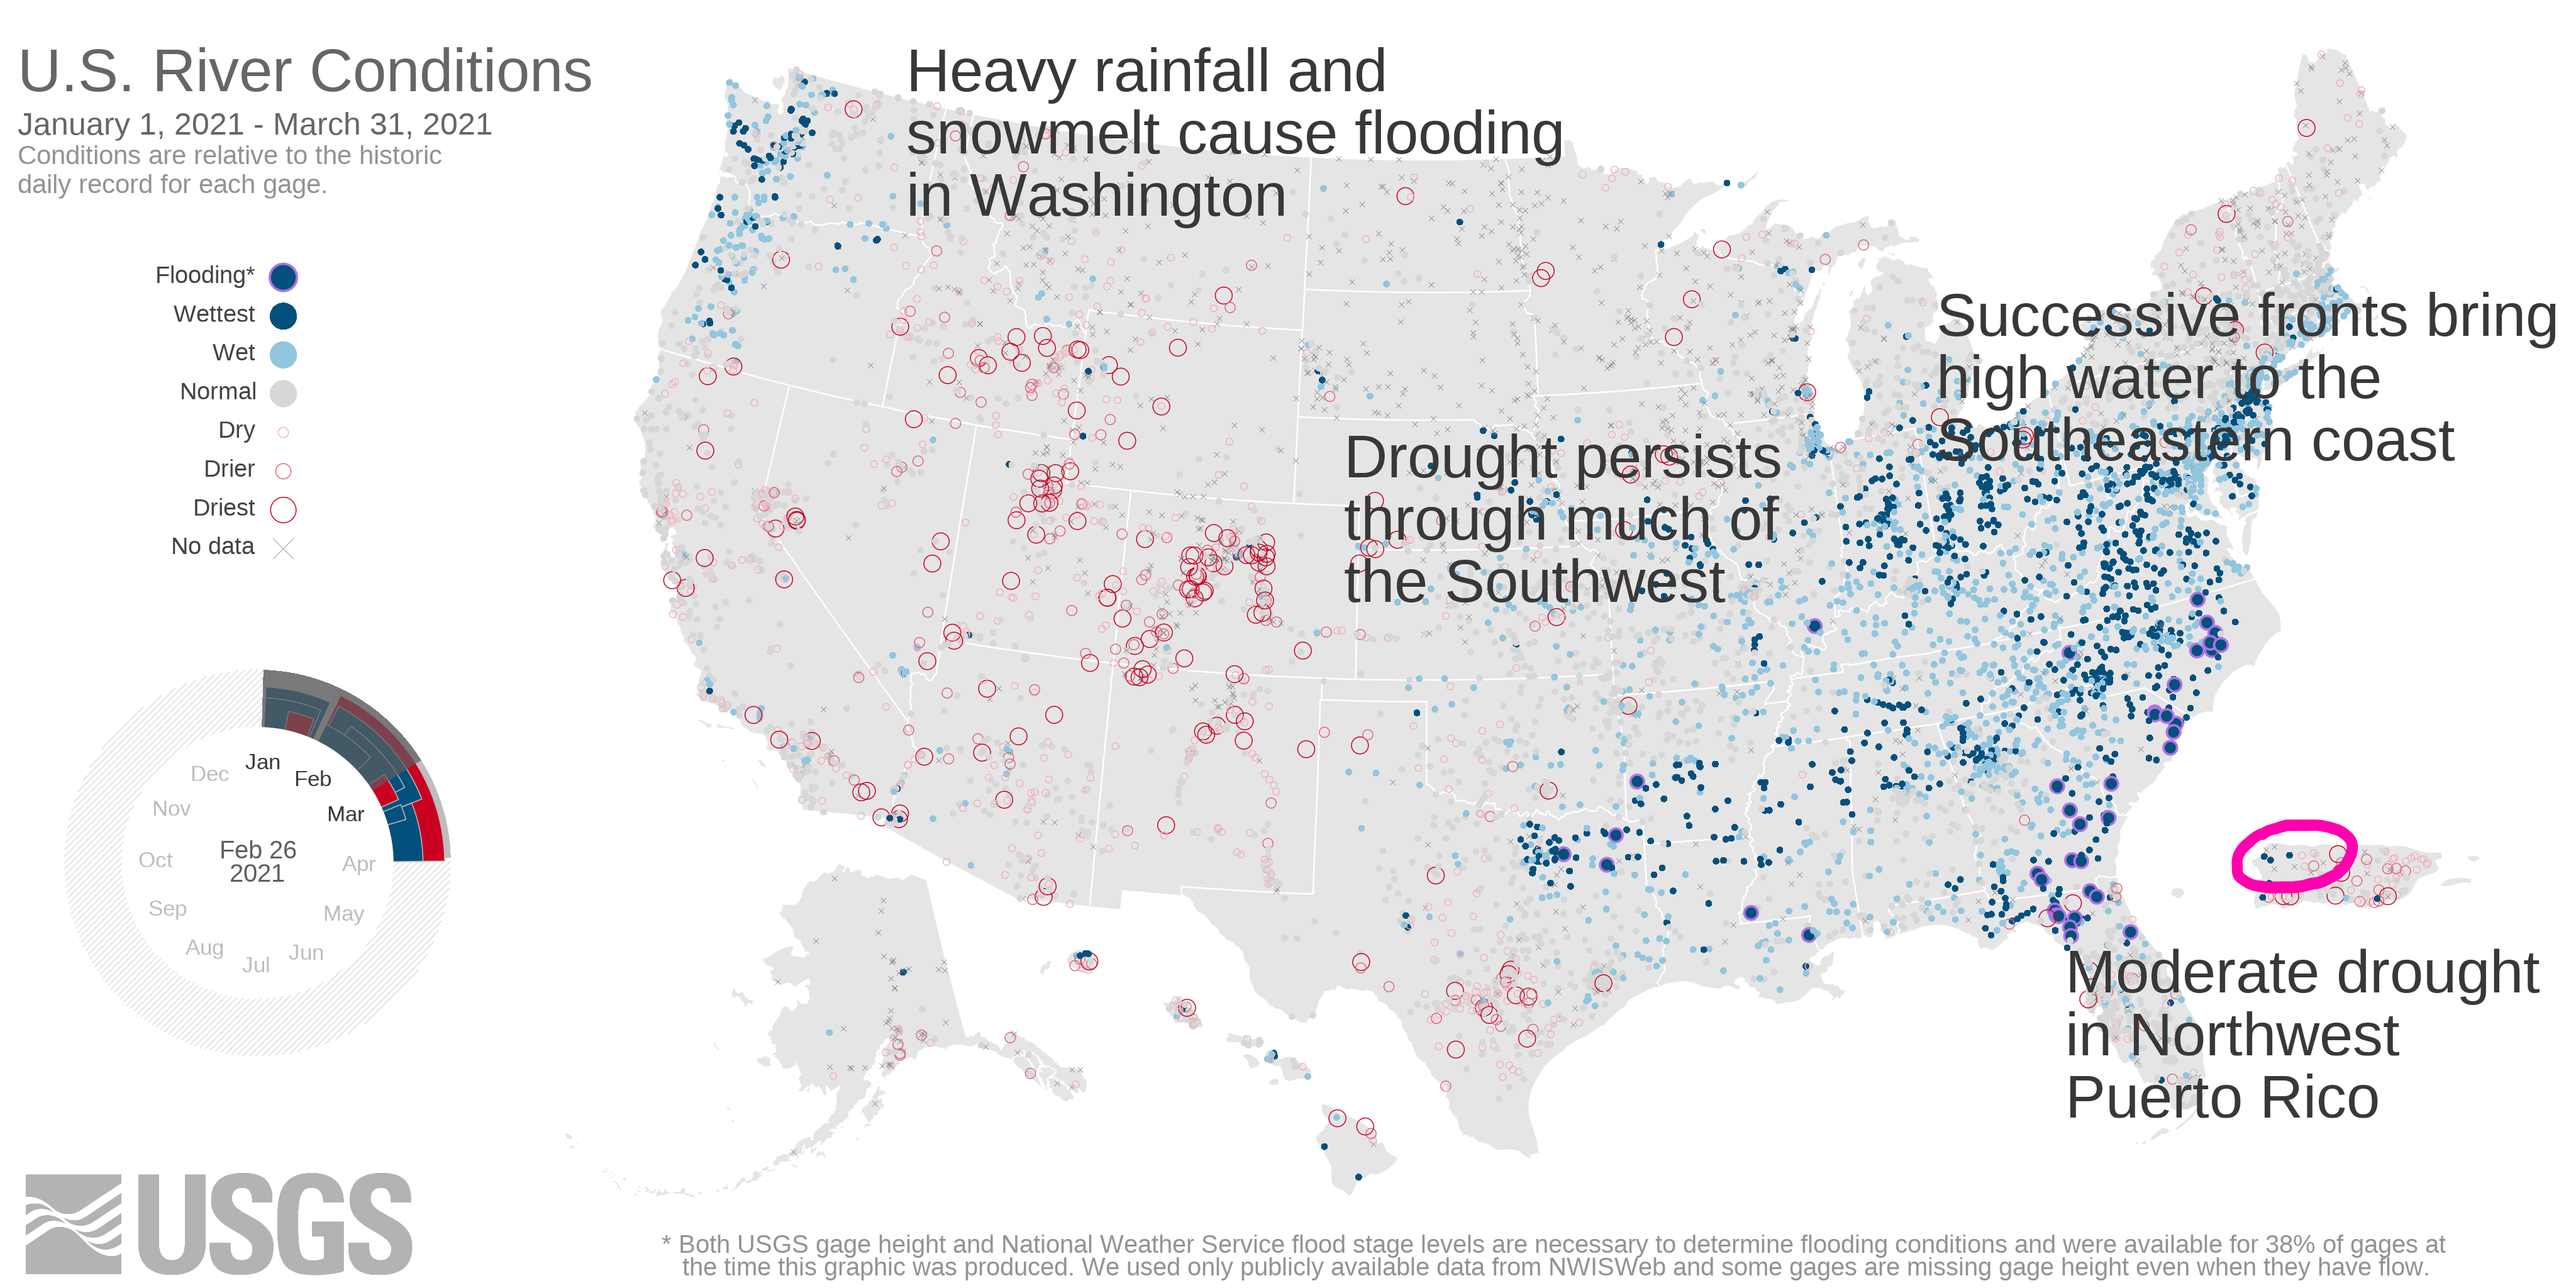 U.S. River Conditions
January 1, 2021 - March 31, 2021
Conditions are relative to the historic
daily record for each gage.
Flooding*
Wettest
Wet
Normal
Dry
Drier
Driest
No data
Heavy rainfall and
snowmelt cause flooding
in Washington
Successive fronts bring
high water to the
Southeastern coast
Drought persists
through much of
the Southwest
Moderate drought
in Northwest
Puerto Rico
Jan
Feb
Mar
Apr
May
Jun
Jul
Aug
Sep
Oct
Nov
Dec
Feb 26
2021
USGS
* Both USGS gage height and National Weather Service flood stage levels are necessary to determine flooding conditions and were available for 38% of gages at
the time this graphic was produced. We used only publicly available data from NWISWeb and some gages are missing gage height even when they have flow.